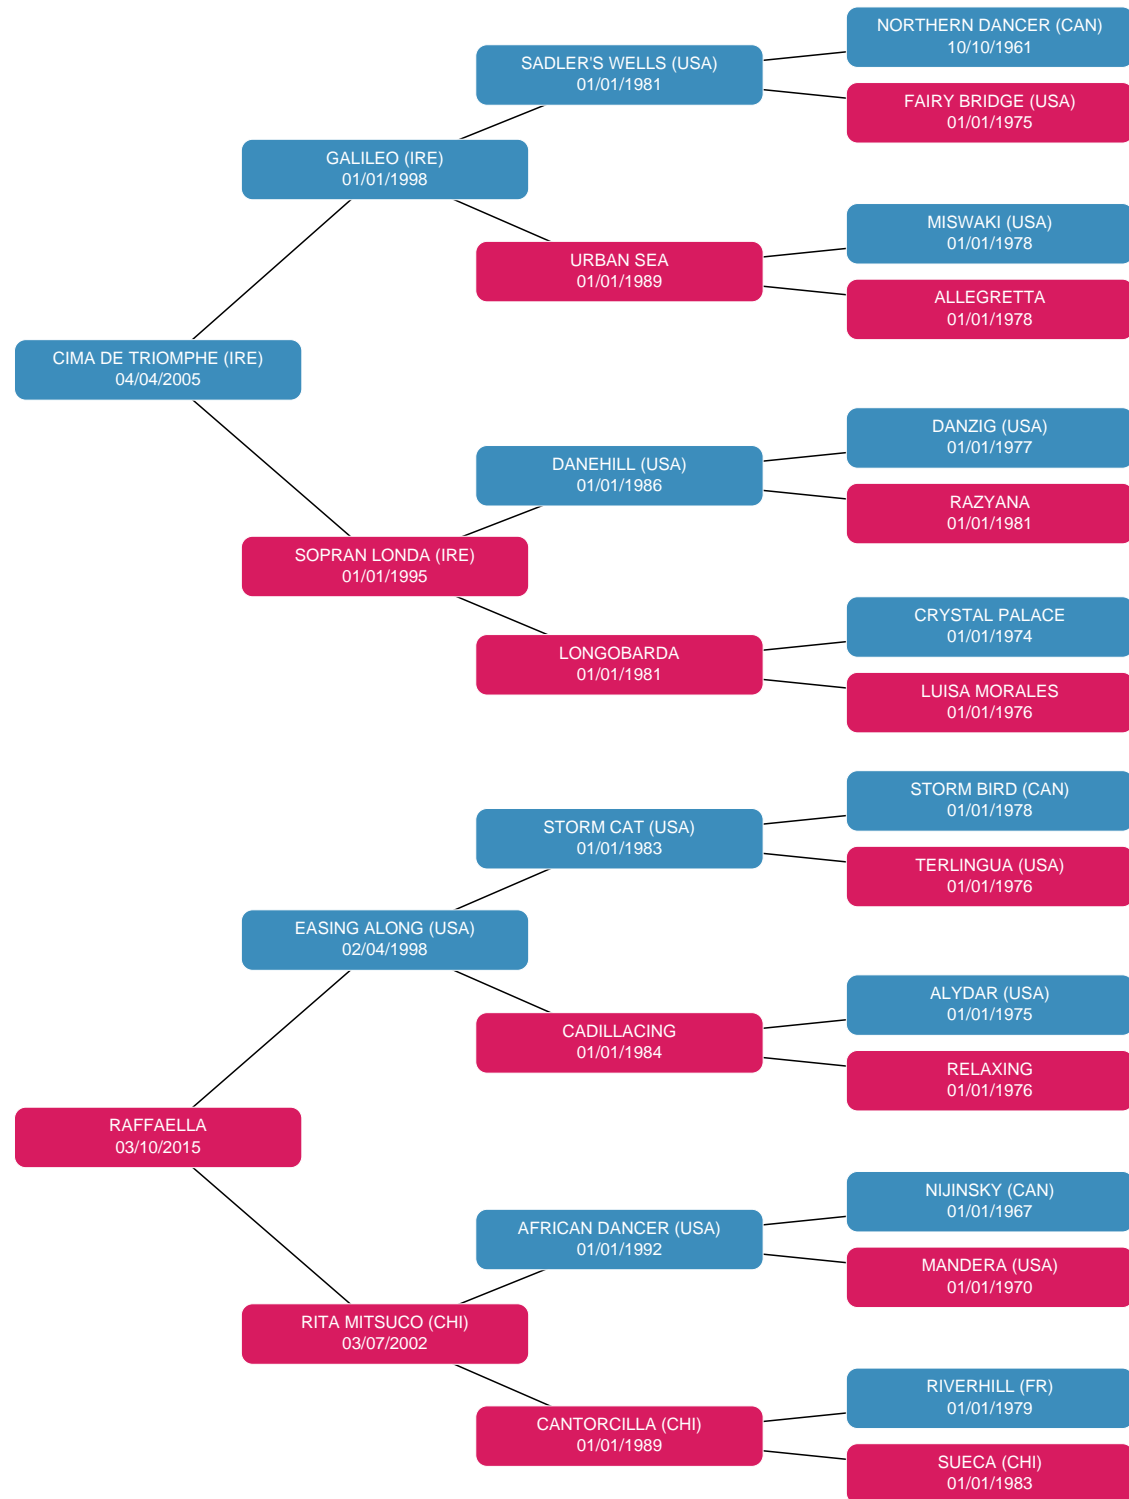 NORTHERN DANCER (CAN)
10/10/1961
SADLER'S WELLS (USA)
01/01/1981
FAIRY BRIDGE (USA)
01/01/1975
GALILEO (IRE)
01/01/1998
MISWAKI (USA)
01/01/1978
URBAN SEA
01/01/1989
ALLEGRETTA
01/01/1978
CIMA DE TRIOMPHE (IRE)
04/04/2005
DANZIG (USA)
01/01/1977
DANEHILL (USA)
01/01/1986
RAZYANA
01/01/1981
SOPRAN LONDA (IRE)
01/01/1995
CRYSTAL PALACE
01/01/1974
LONGOBARDA
01/01/1981
LUISA MORALES
01/01/1976
STORM BIRD (CAN)
01/01/1978
STORM CAT (USA)
01/01/1983
TERLINGUA (USA)
01/01/1976
EASING ALONG (USA)
02/04/1998
ALYDAR (USA)
01/01/1975
CADILLACING
01/01/1984
RELAXING
01/01/1976
RAFFAELLA
03/10/2015
NIJINSKY (CAN)
01/01/1967
AFRICAN DANCER (USA)
01/01/1992
MANDERA (USA)
01/01/1970
RITA MITSUCO (CHI)
03/07/2002
RIVERHILL (FR)
01/01/1979
CANTORCILLA (CHI)
01/01/1989
SUECA (CHI)
01/01/1983